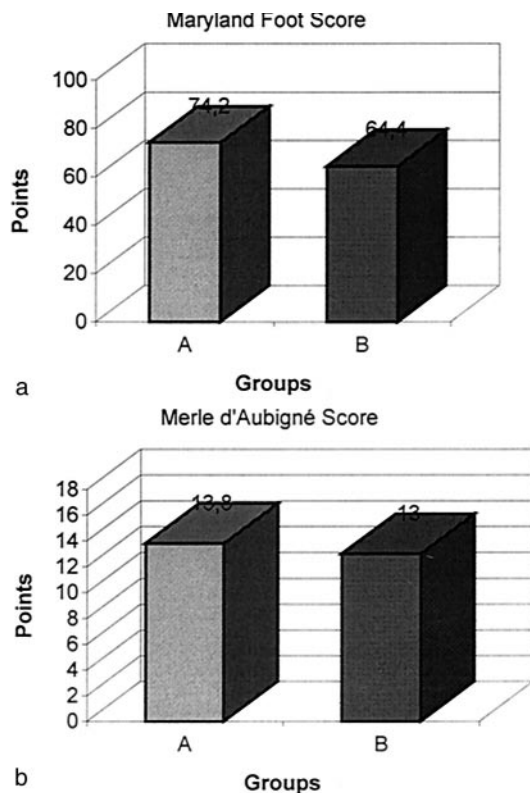 Maryland Foot Score
100
80
60
40
20
0
Points
74,2
64,4
A
B
Groups
a
Merle d'Aubigné Score
18
16
14
12
10
8
6
4
2
0
Points
13,8
13
A
B
Groups
b